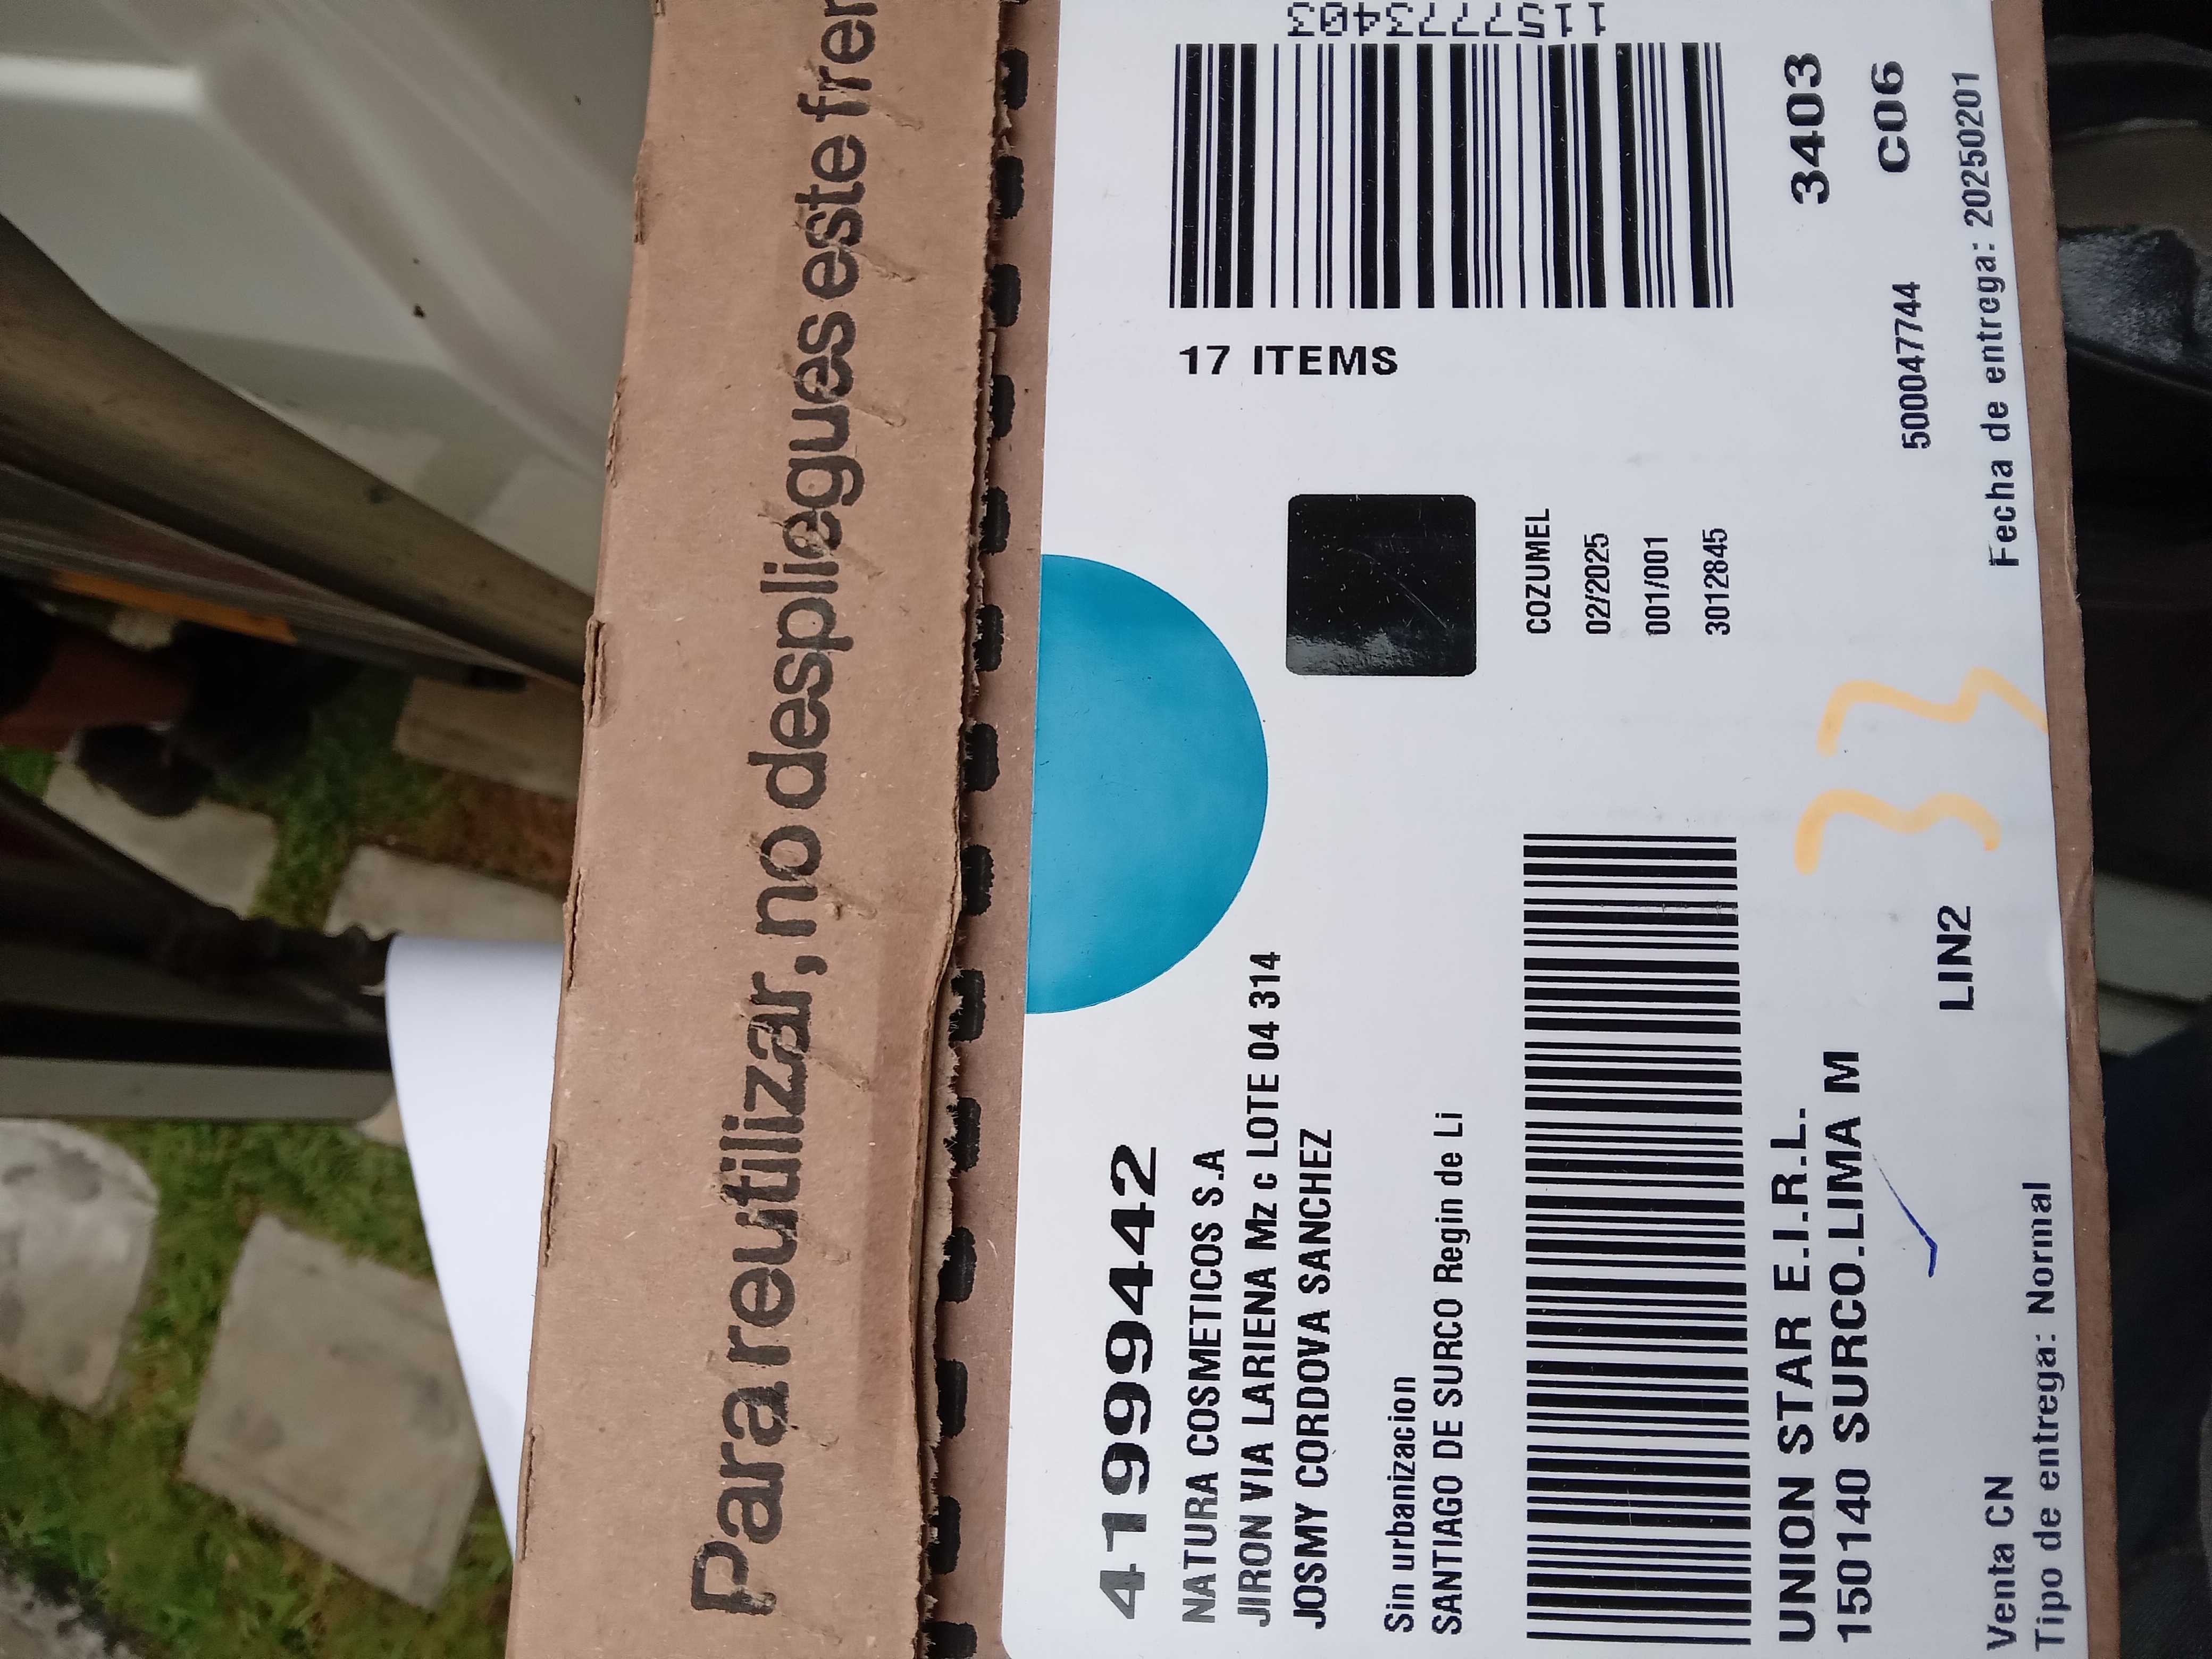 Para reutilizar, no despliegues este fren
4199442
NATURA COSMETICOS S.A
JIRON VIA LARIENA Mz c LOTE 04 314
JOSMY CORDOVA SANCHEZ
Sin urbanizacion
SANTIAGO DE SURCO Regin de Li
UNION STAR E.I.R.L.
150140 SURCO.LIMA M
LIN2
Venta CN
Tipo de entrega: Normal
33
17 ITEMS
COZUMEL
02/2025
001/001
3012845
1157773403
3403
C06
500047744
Fecha de entrega: 20250201